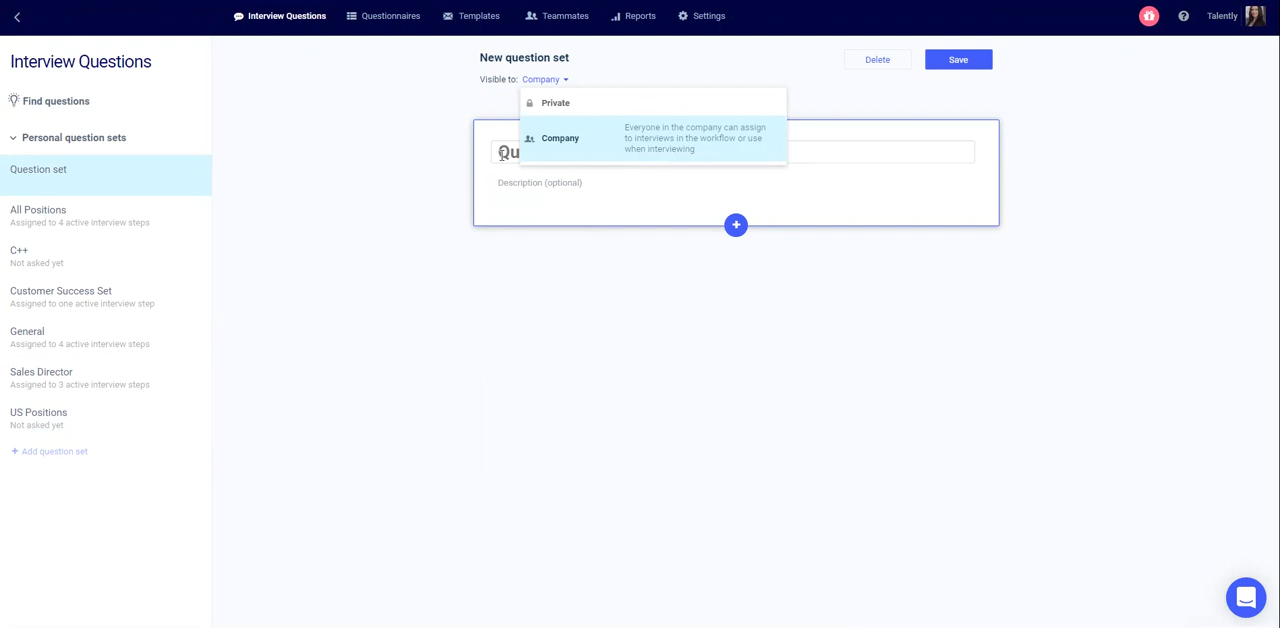 Interview Questions
Questionnaires
Templates
Teammates
Reports
Settings
Talently
Interview Questions
Find questions
Personal question sets
Question set
All Positions
Assigned to 4 active interview steps
C++
Not asked yet
Customer Success Set
Assigned to one active interview step
General
Assigned to 4 active interview steps
Sales Director
Assigned to 3 active interview steps
US Positions
Not asked yet
+ Add question set
New question set
Delete
Save
Visible to: Company
Private
Company
Everyone in the company can assign
to interviews in the workflow or use
when interviewing
Qu
Description (optional)